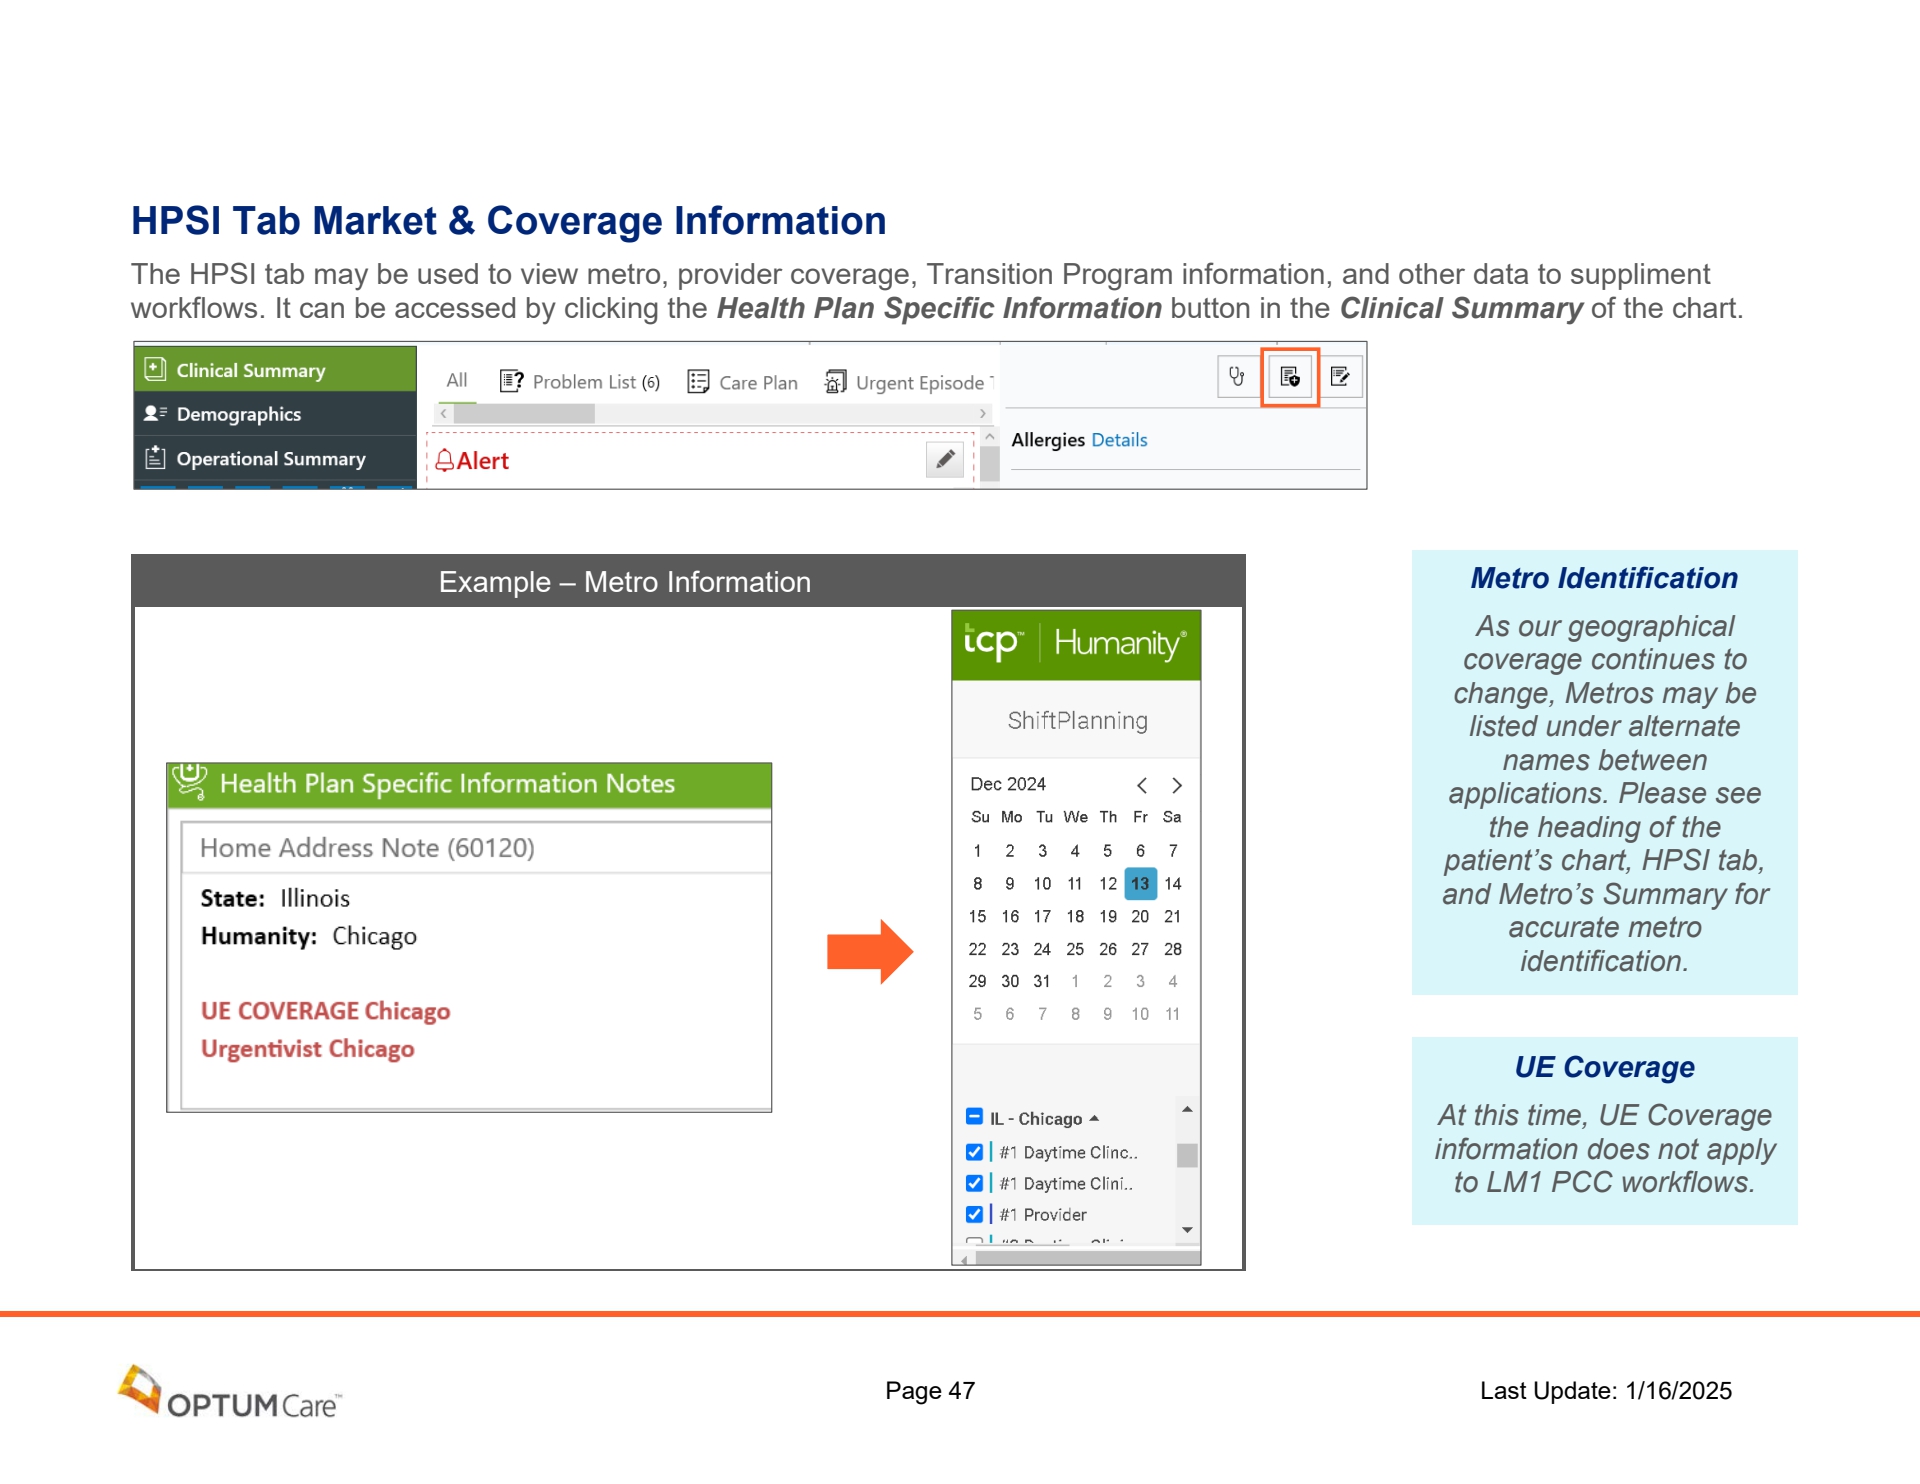 HPSI Tab Market & Coverage Information
The HPSI tab may be used to view metro, provider coverage, Transition Program information, and other data to suppliment
workflows. It can be accessed by clicking the Health Plan Specific Information button in the Clinical Summary of the chart.
Clinical Summary
Demographics
Operational Summary
All Problem List (6) Care Plan Urgent Episode
Alert
Allergies Details
Example – Metro Information
Health Plan Specific Information Notes
Home Address Note (60120)
State: Illinois
Humanity: Chicago
UE COVERAGE Chicago
Urgentivist Chicago
tcp™ Humanity®
ShiftPlanning
Dec 2024
Su Mo Tu We Th Fr Sa
1 2 3 4 5 6 7
8 9 10 11 12 13 14
15 16 17 18 19 20 21
22 23 24 25 26 27 28
29 30 31 1 2 3 4
5 6 7 8 9 10 11
IL - Chicago
#1 Daytime Clinc..
#1 Daytime Clini..
#1 Provider
Metro Identification
As our geographical
coverage continues to
change, Metros may be
listed under alternate
names between
applications. Please see
the heading of the
patient's chart, HPSI tab,
and Metro's Summary for
accurate metro
identification.
UE Coverage
At this time, UE Coverage
information does not apply
to LM1 PCC workflows.
OPTUM Care™
Page 47
Last Update: 1/16/2025